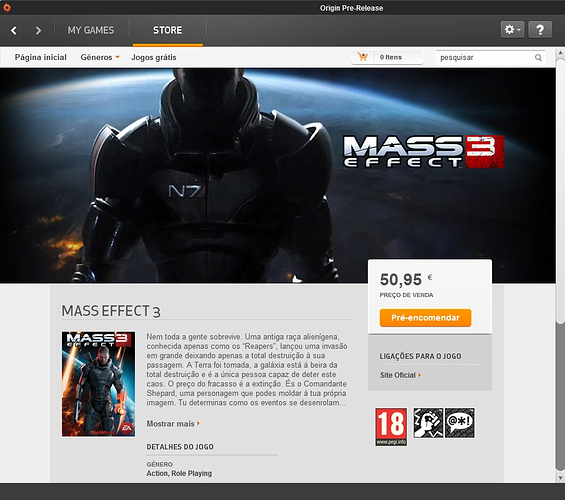 Origin Pre-Release
MY GAMES
STORE
?
Página inicial
Géneros
Jogos grátis
0 Itens
pesquisar
MASS
EFFECT 3
N7
50,95 €
PREÇO DE VENDA
Pré-encomendar
MASS EFFECT 3
MASS
EFFECT 3
EA
Nem toda a gente sobrevive. Uma antiga raça alienígena,
conhecida apenas como os "Reapers", lançou uma invasão
em grande deixando apenas a total destruição á sua
passagem. A Terra foi tomada, a galáxia está à beira da
total destruição e é a única pessoa capaz de deter este
caos. O preço do fracasso é a extinção. És o Comandante
Shepard, uma personagem que podes moldar à tua própria
imagem. Tu determinas como os eventos se desenrolam...
Mostrar mais
LIGAÇÕES PARA O JOGO
Site Oficial
18
www.pegi.info
@*!
DETALHES DO JOGO
GÉNERO
Action, Role Playing